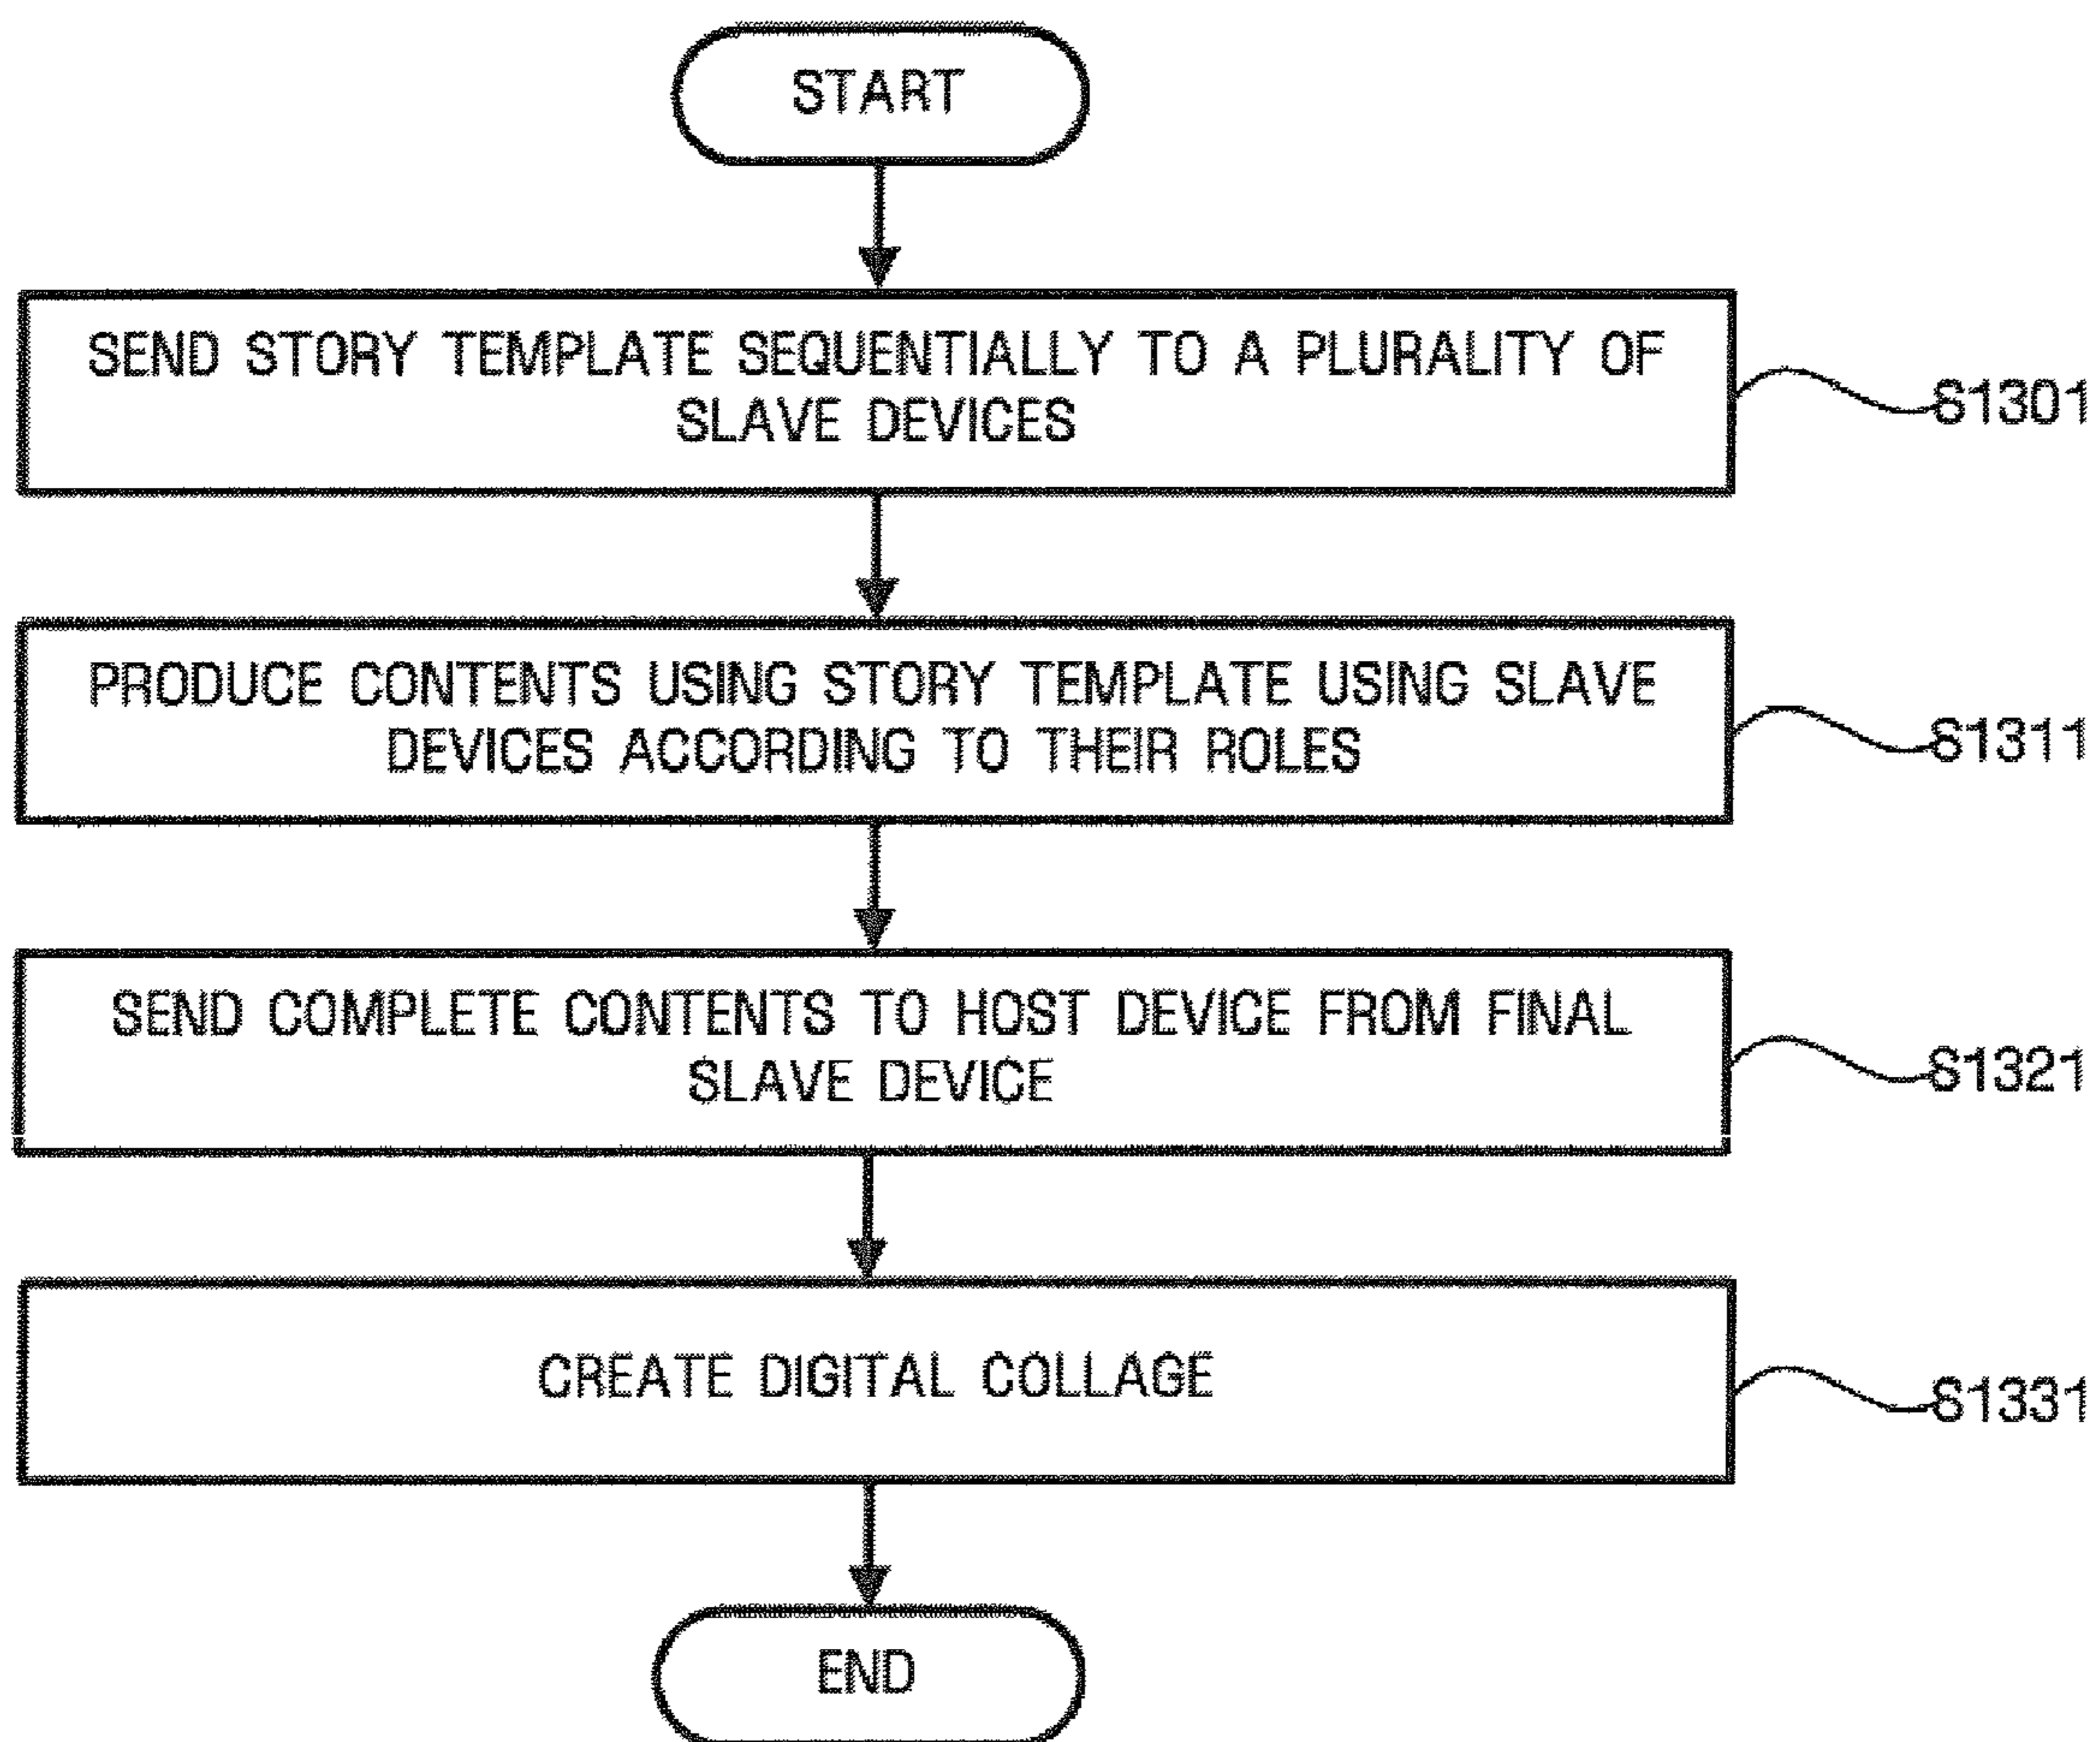 START
SEND STORY TEMPLATE SEQUENTIALLY TO A PLURALITY OF
SLAVE DEVICES
S1301
PRODUCE CONTENTS USING STORY TEMPLATE USING SLAVE
DEVICES ACCORDING TO THEIR ROLES
S1311
SEND COMPLETE CONTENTS TO HOST DEVICE FROM FINAL
SLAVE DEVICE
S1321
CREATE DIGITAL COLLAGE
S1331
END